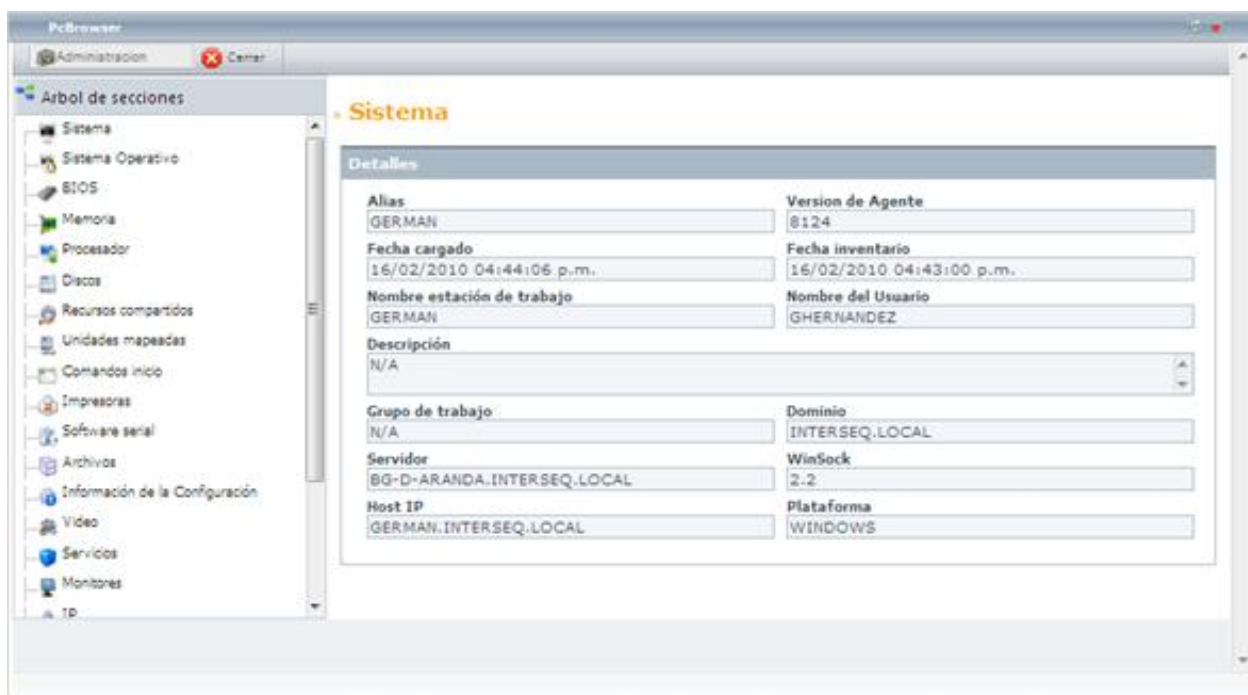 PcBrowser
Administracion Cerrar
Arbol de secciones
Sistema
Sistema Operativo
BIOS
Memoria
Procesador
Discos
Recursos compartidos
Unidades mapeadas
Comandos inicio
Impresoras
Software serial
Archivos
Información de la Configuración
Video
Servicios
Monitores
IP
Sistema
Detalles
Alias Version de Agente
GERMAN 8124
Fecha cargado Fecha inventario
16/02/2010 04:44:06 p.m. 16/02/2010 04:43:00 p.m.
Nombre estación de trabajo Nombre del Usuario
GERMAN GHERNANDEZ
Descripción
N/A
Grupo de trabajo Dominio
N/A INTERSEQ.LOCAL
Servidor WinSock
BG-D-ARANDA.INTERSEQ.LOCAL 2.2
Host IP Plataforma
GERMAN.INTERSEQ.LOCAL WINDOWS